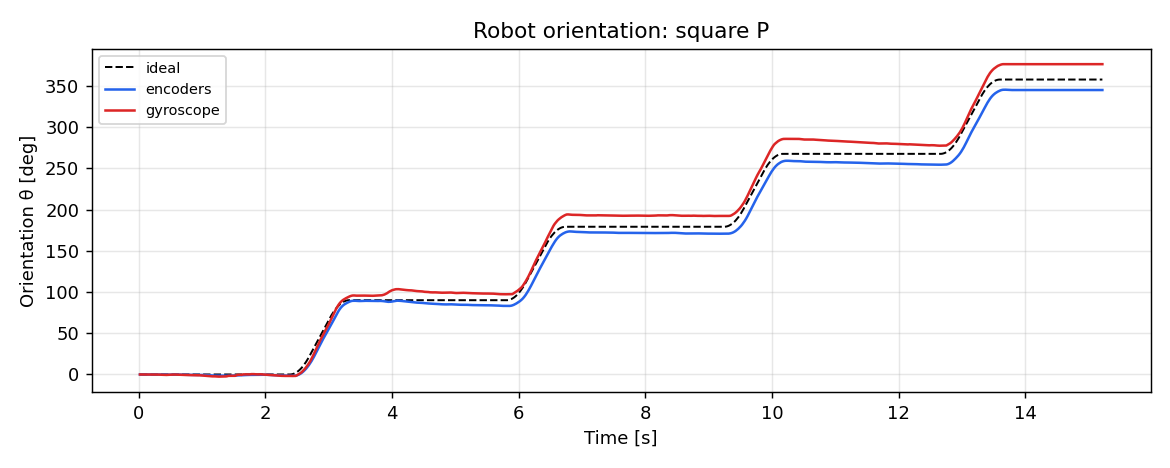 Robot orientation: square P
ideal
encoders
gyroscope
Orientation θ [deg]
350
300
250
200
150
100
50
0
0 2 4 6 8 10 12 14
Time [s]